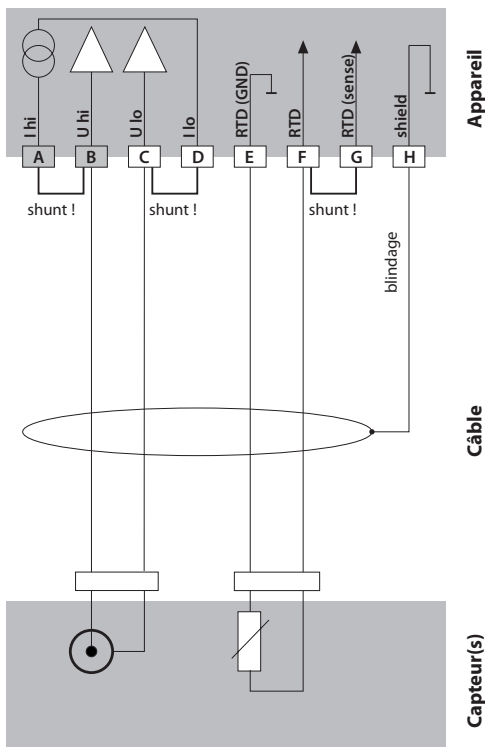 I hi
U hi
U lo
I lo
RTD (GND)
RTD
RTD (sense)
shield
Appareil
A
B
C
D
E
F
G
H
shunt !
shunt !
shunt !
blindage
Câble
Capteur(s)